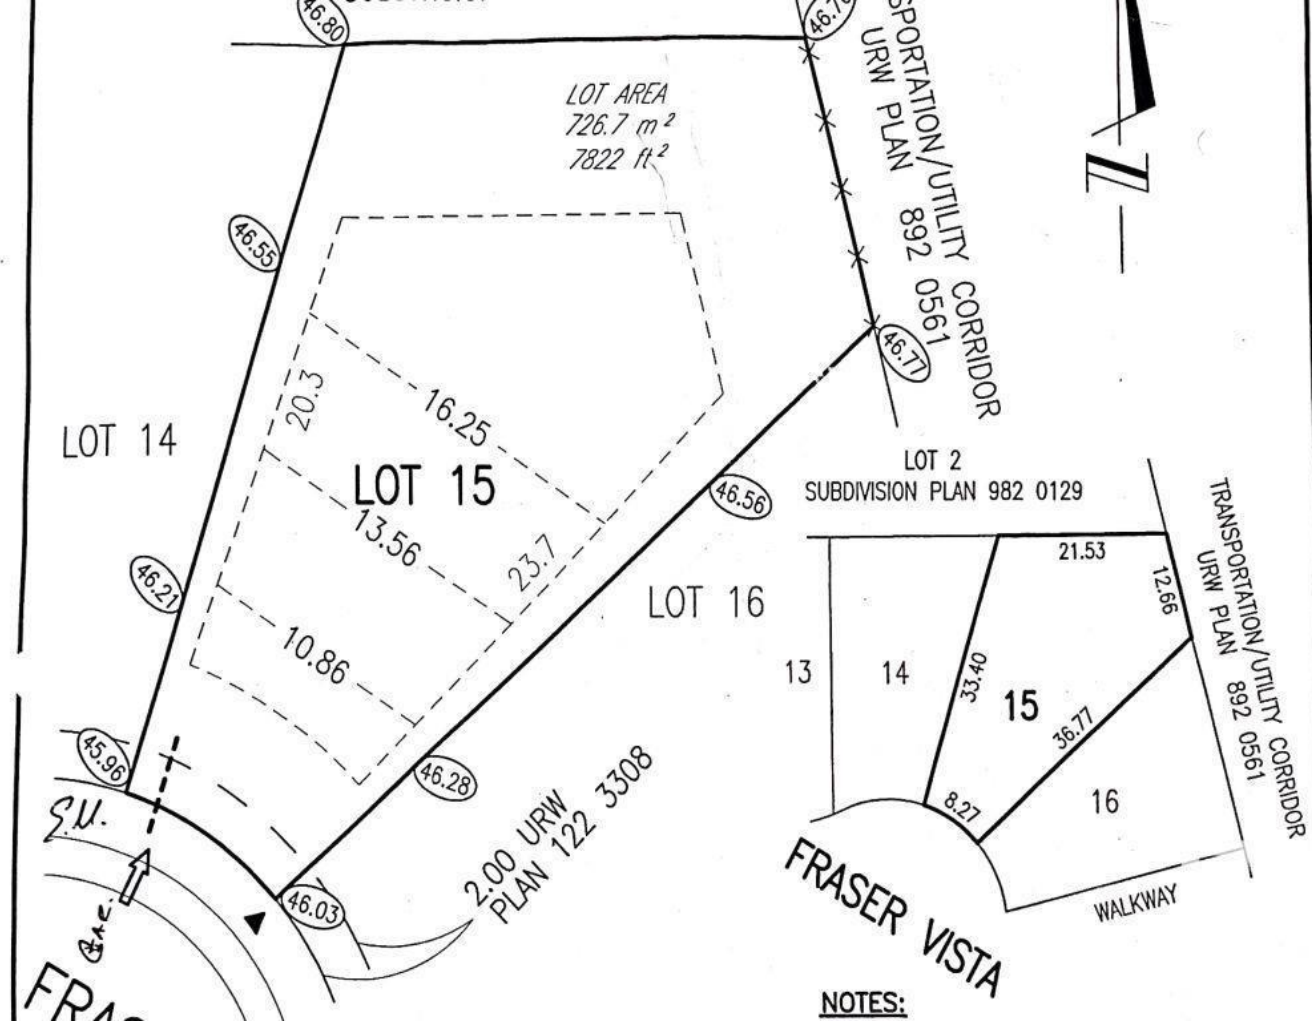 46.80
46.76
LOT AREA
726.7 m²
7822 ft²
TRANSPORTATION/UTILITY CORRIDOR
URW PLAN 892 0561
N
46.55
46.77
20.3
16.25
LOT 14
LOT 15
LOT 2
SUBDIVISION PLAN 982 0129
46.56
13.56
23.7
21.53
12.66
TRANSPORTATION/UTILITY CORRIDOR
URW PLAN 892 0561
46.21
LOT 16
10.86
13
14
33.40
15
36.77
45.96
46.28
8.27
16
E.M.
2.00 URW
PLAN 122 3308
46.03
FRASER VISTA
WALKWAY
FRAS
NOTES: